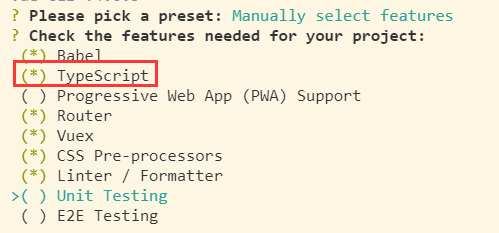 ? Please pick a preset: Manually select features
? Check the features needed for your project:
(*) Babel
(*) TypeScript
( ) Progressive Web App (PWA) Support
(*) Router
(*) Vuex
(*) CSS Pre-processors
(*) Linter / Formatter
>( ) Unit Testing
( ) E2E Testing